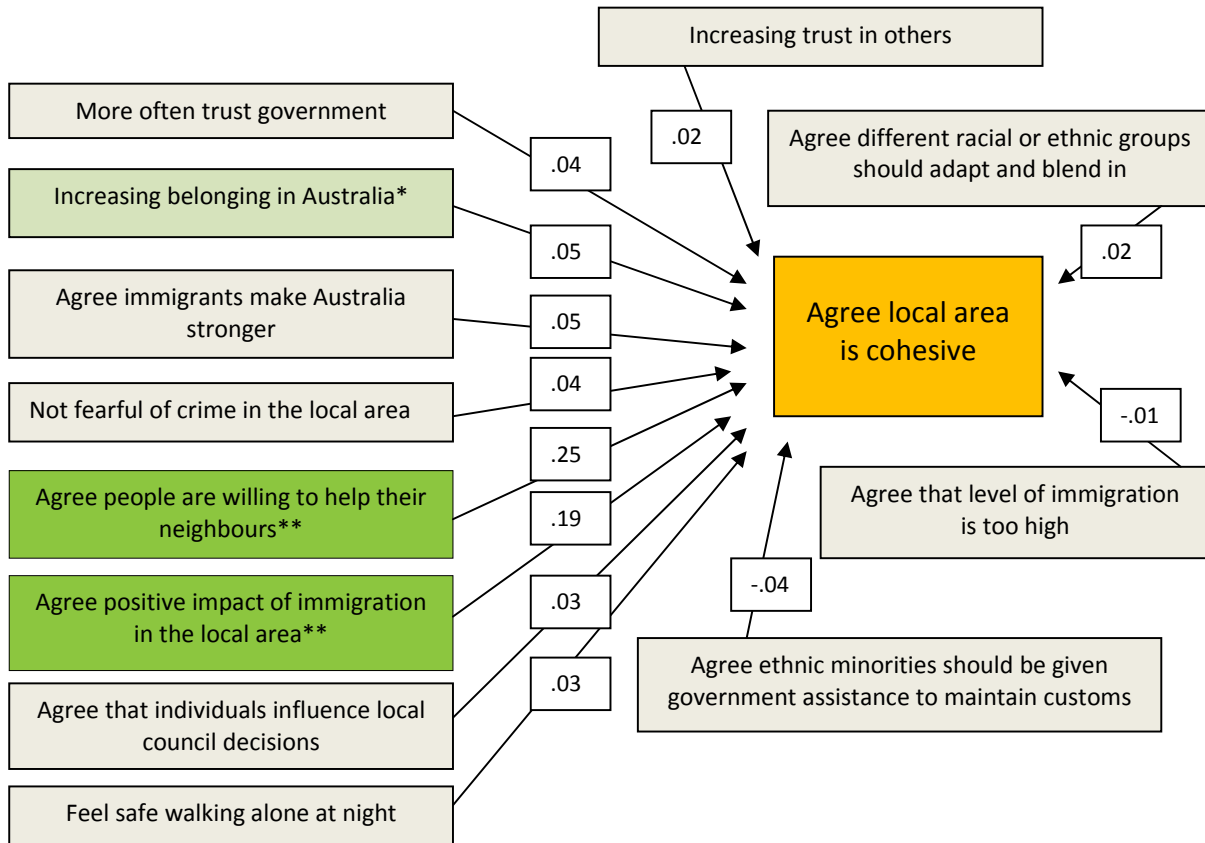 Increasing trust in others
More often trust government
.02
Agree different racial or ethnic groups
should adapt and blend in
.04
Increasing belonging in Australia*
.05
.02
Agree immigrants make Australia
stronger
.05
Agree local area
is cohesive
Not fearful of crime in the local area
.04
-.01
Agree people are willing to help their
neighbours**
.25
Agree that level of immigration
is too high
.19
Agree positive impact of immigration
in the local area**
.03
-.04
Agree ethnic minorities should be given
government assistance to maintain customs
Agree that individuals influence local
council decisions
.03
Feel safe walking alone at night